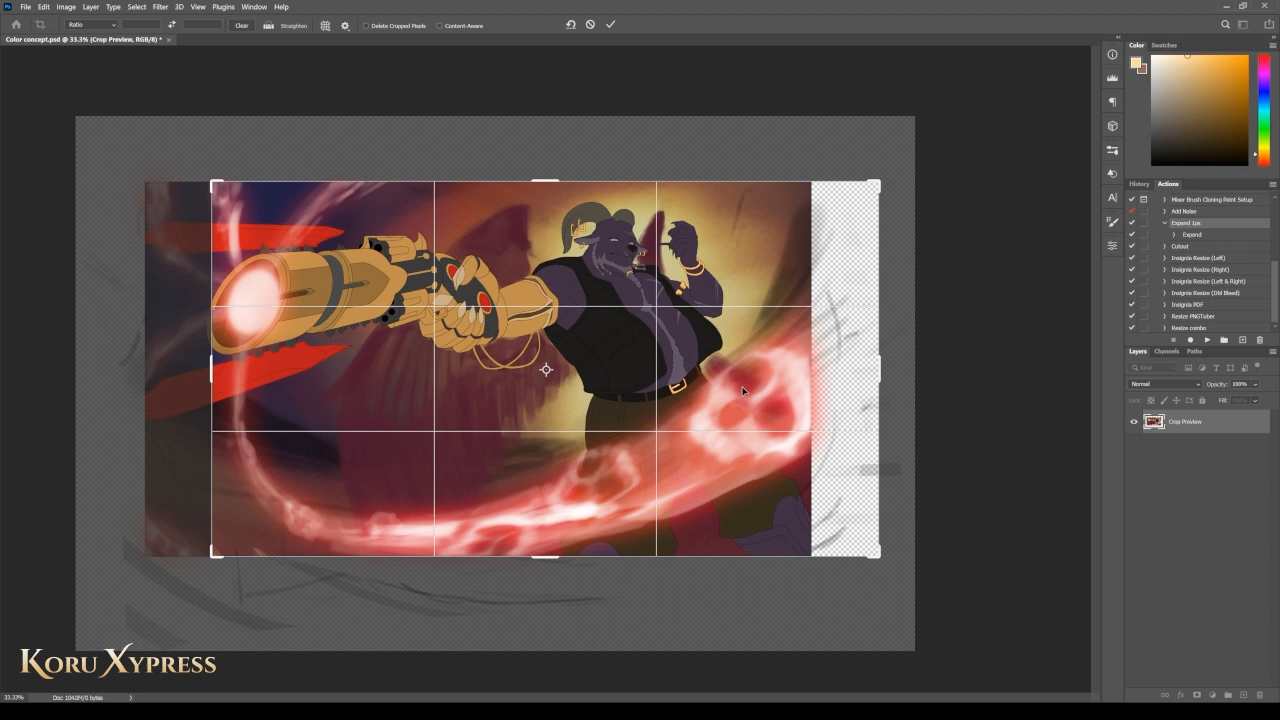 File Edit Image Layer Type Select Filter 3D View Plugins Window Help
Ratio Clear Straighten Delete Cropped Pixels Content-Aware
Color concept.psd @ 33.3% (Crop Preview, RGB/8) *
Color Swatches
History Actions
Mixer Brush Cloning Paint Setup
Add Noise
Expand 1px
Expand
Cutout
Insignia Resize (Left)
Insignia Resize (Right)
Insignia Resize (Left & Right)
Insignia Resize (Dbl Bleed)
Insignia PDF
Resize PNGTuber
Resize combo
Layers Channels Paths
Kind
Normal Opacity: 100%
Lock: Fill: 100%
Crop Preview
KORU XYPRESS
33.33% Doc: 104.0M/0 bytes